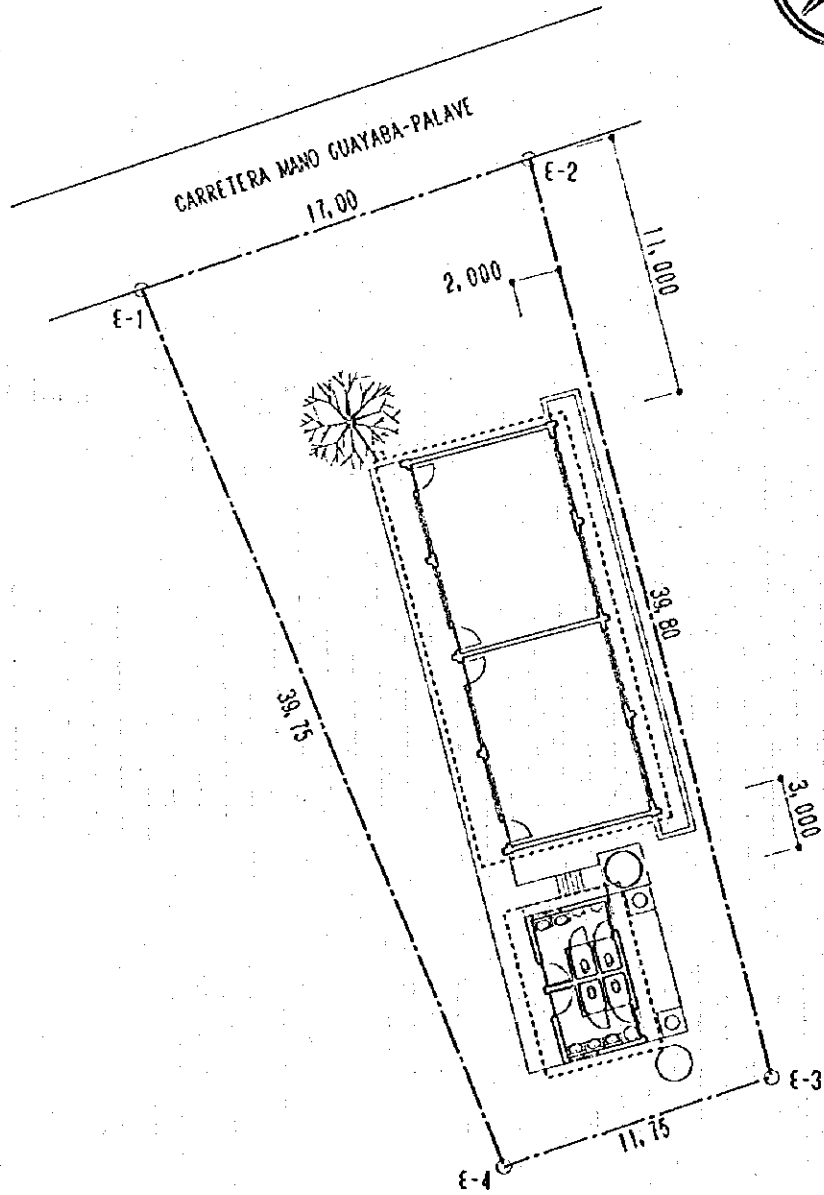 CARRETERA MANO GUAYABA-PALAVE
17,00
E-2
E-1
2,000
11,000
39,80
39,75
3,000
E-3
11,75
E-4